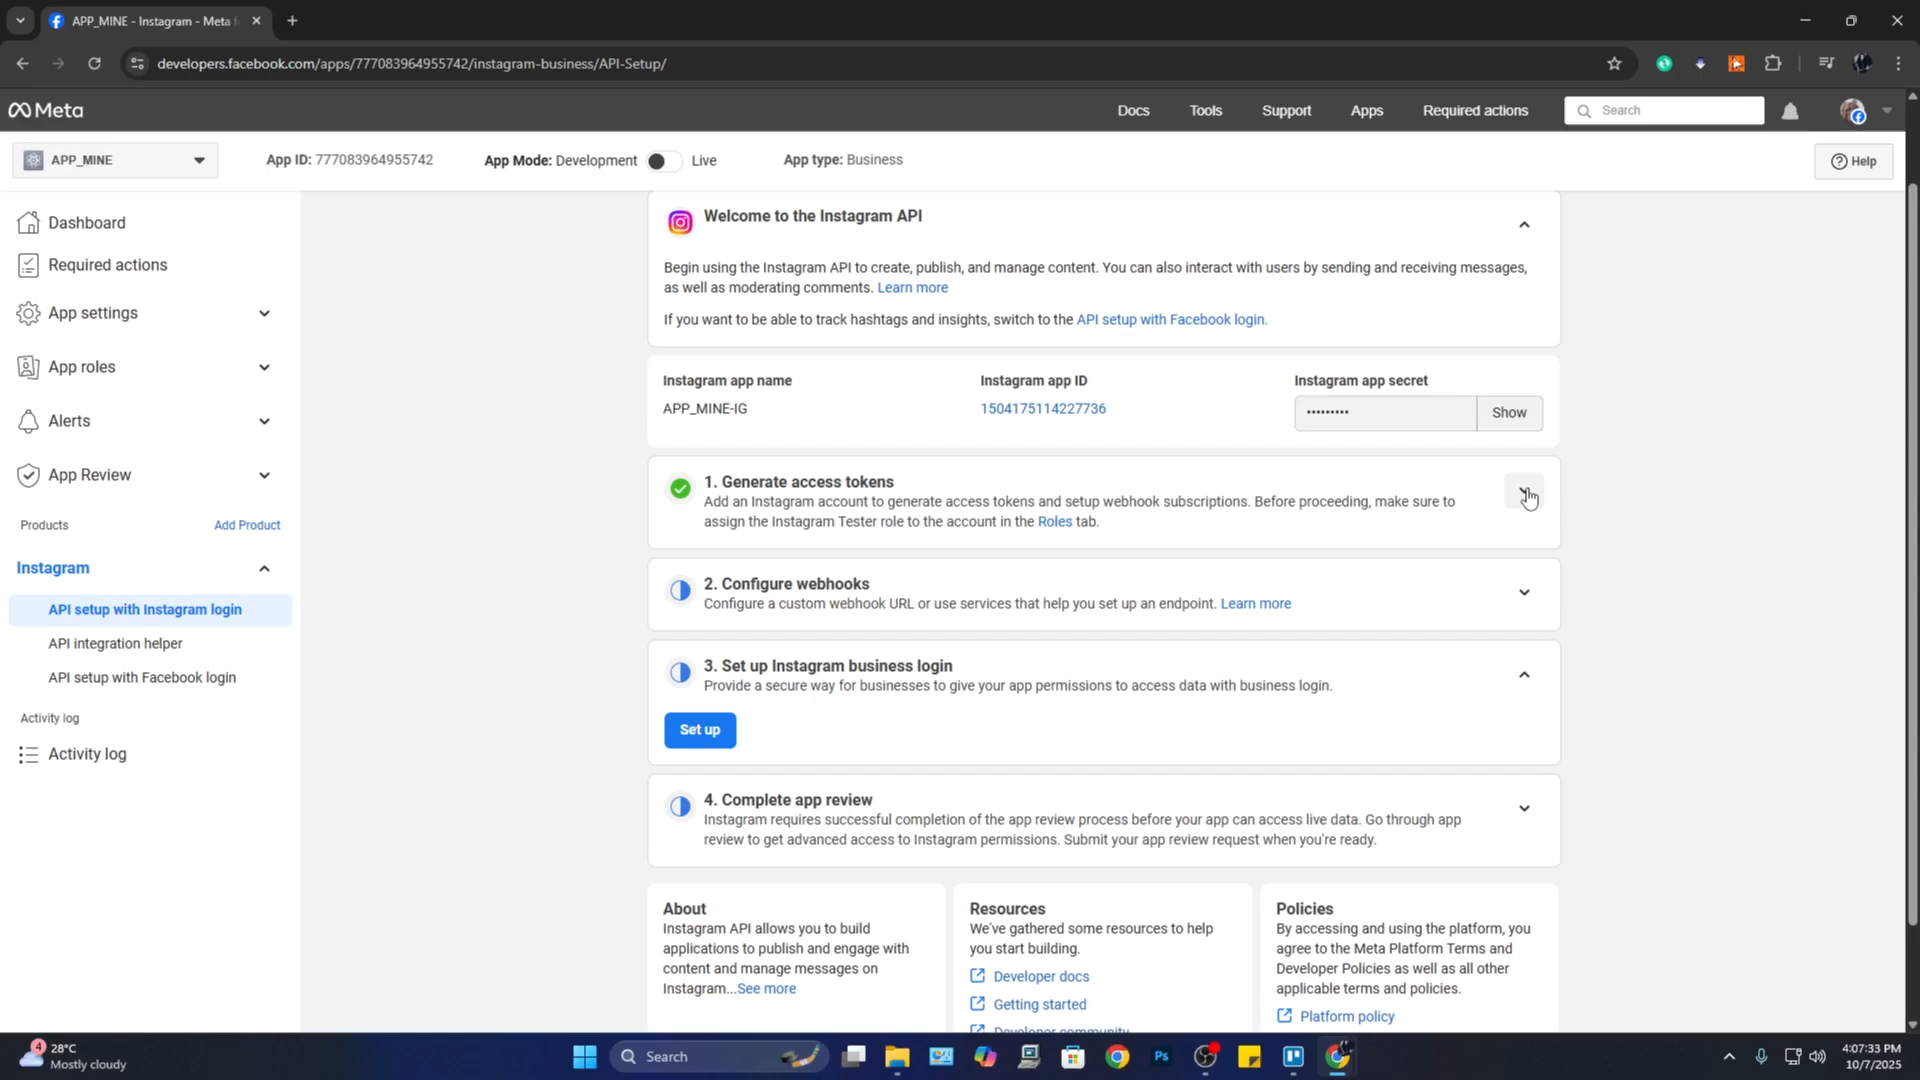 APP_MINE - Instagram - Meta f
developers.facebook.com/apps/777083964955742/instagram-business/API-Setup/
Meta
Docs
Tools
Support
Apps
Required actions
Search
APP_MINE
App ID: 777083964955742
App Mode: Development
Live
App type: Business
Help
Dashboard
Required actions
App settings
App roles
Alerts
App Review
Products
Add Product
Instagram
API setup with Instagram login
API integration helper
API setup with Facebook login
Activity log
Activity log
Welcome to the Instagram API
Begin using the Instagram API to create, publish, and manage content. You can also interact with users by sending and receiving messages,
as well as moderating comments. Learn more
If you want to be able to track hashtags and insights, switch to the API setup with Facebook login.
Instagram app name
APP_MINE-IG
Instagram app ID
1504175114227736
Instagram app secret
•••••••••
Show
1. Generate access tokens
Add an Instagram account to generate access tokens and setup webhook subscriptions. Before proceeding, make sure to
assign the Instagram Tester role to the account in the Roles tab.
2. Configure webhooks
Configure a custom webhook URL or use services that help you set up an endpoint. Learn more
3. Set up Instagram business login
Provide a secure way for businesses to give your app permissions to access data with business login.
Set up
4. Complete app review
Instagram requires successful completion of the app review process before your app can access live data. Go through app
review to get advanced access to Instagram permissions. Submit your app review request when you're ready.
About
Instagram API allows you to build
applications to publish and engage with
content and manage messages on
Instagram...See more
Resources
We've gathered some resources to help
you start building.
Developer docs
Getting started
Developer community
Policies
By accessing and using the platform, you
agree to the Meta Platform Terms and
Developer Policies as well as all other
applicable terms and policies.
Platform policy
4
28°C
Mostly cloudy
Search
Ps
4:07:33 PM
10/7/2025